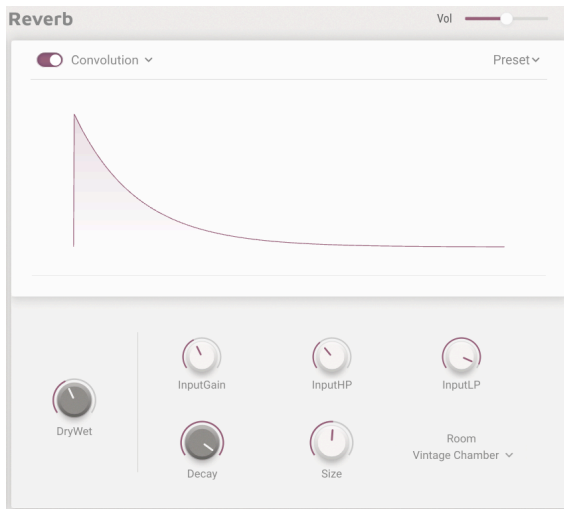 Reverb
Vol
Convolution
Preset
InputGain
InputHP
InputLP
DryWet
Decay
Size
Room
Vintage Chamber